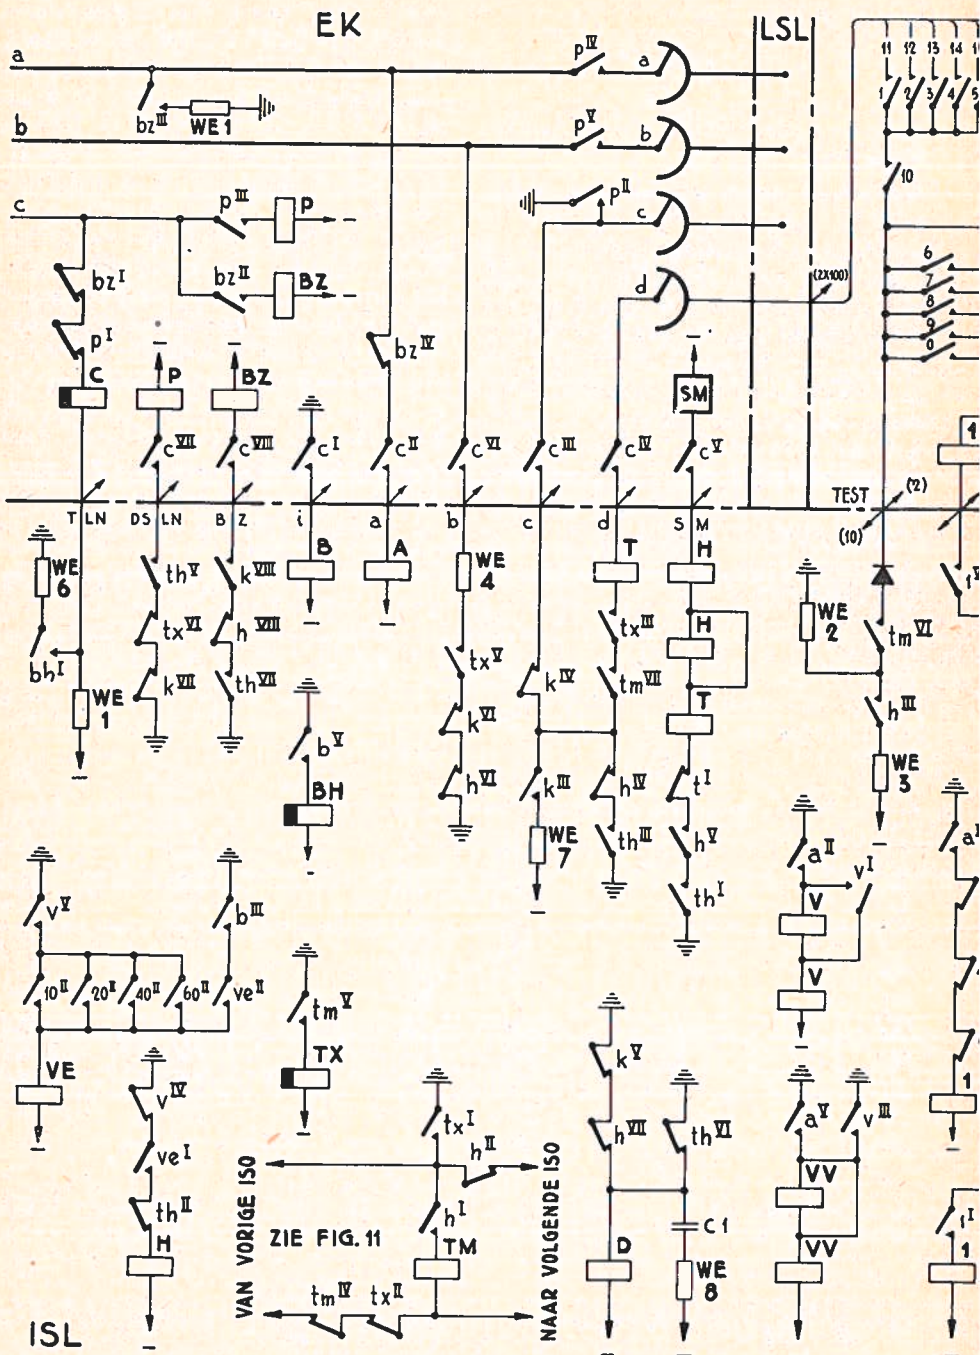 EK
LSL
a
p^IV
a
11 12 13 14
1 2 3 4 5
bz^III
WE 1
b
p^V
b
10
c
p^III
P
p^II
c
bz^I
bz^II
BZ
d
(2X100)
6
7
8
9
0
p^I
bz^IV
C
P
BZ
SM
1
c^VII
c^VIII
c^I
c^II
c^VI
c^III
c^IV
c^V
TEST
(2)
(10)
T LN
DS LN
B Z
i
a
b
c
d
S M
WE 6
th^V
k^VIII
B
A
WE 4
T
H
WE 2
bh^I
tx^VI
h^VIII
tx^V
k^IV
tx^III
H
tm^VI
k^VII
th^VII
k^VI
tm^VII
T
h^III
WE 1
b^V
h^VI
k^III
h^IV
t^I
WE 3
BH
WE 7
th^III
h^V
a^II
v^I
th^I
V
V
v^V
b^III
10^II
20^II
40^II
60^II
ve^II
tm^V
VE
TX
k^V
v^IV
tx^I
h^VII
th^VI
a^V
v^III
1
ve^I
h^II
VV
th^II
VAN VORIGE ISO
ZIE FIG. 11
h^I
NAAR VOLGENDE ISO
C1
1^I
H
TM
D
WE 8
VV
1
tm^IV
tx^II
ISL